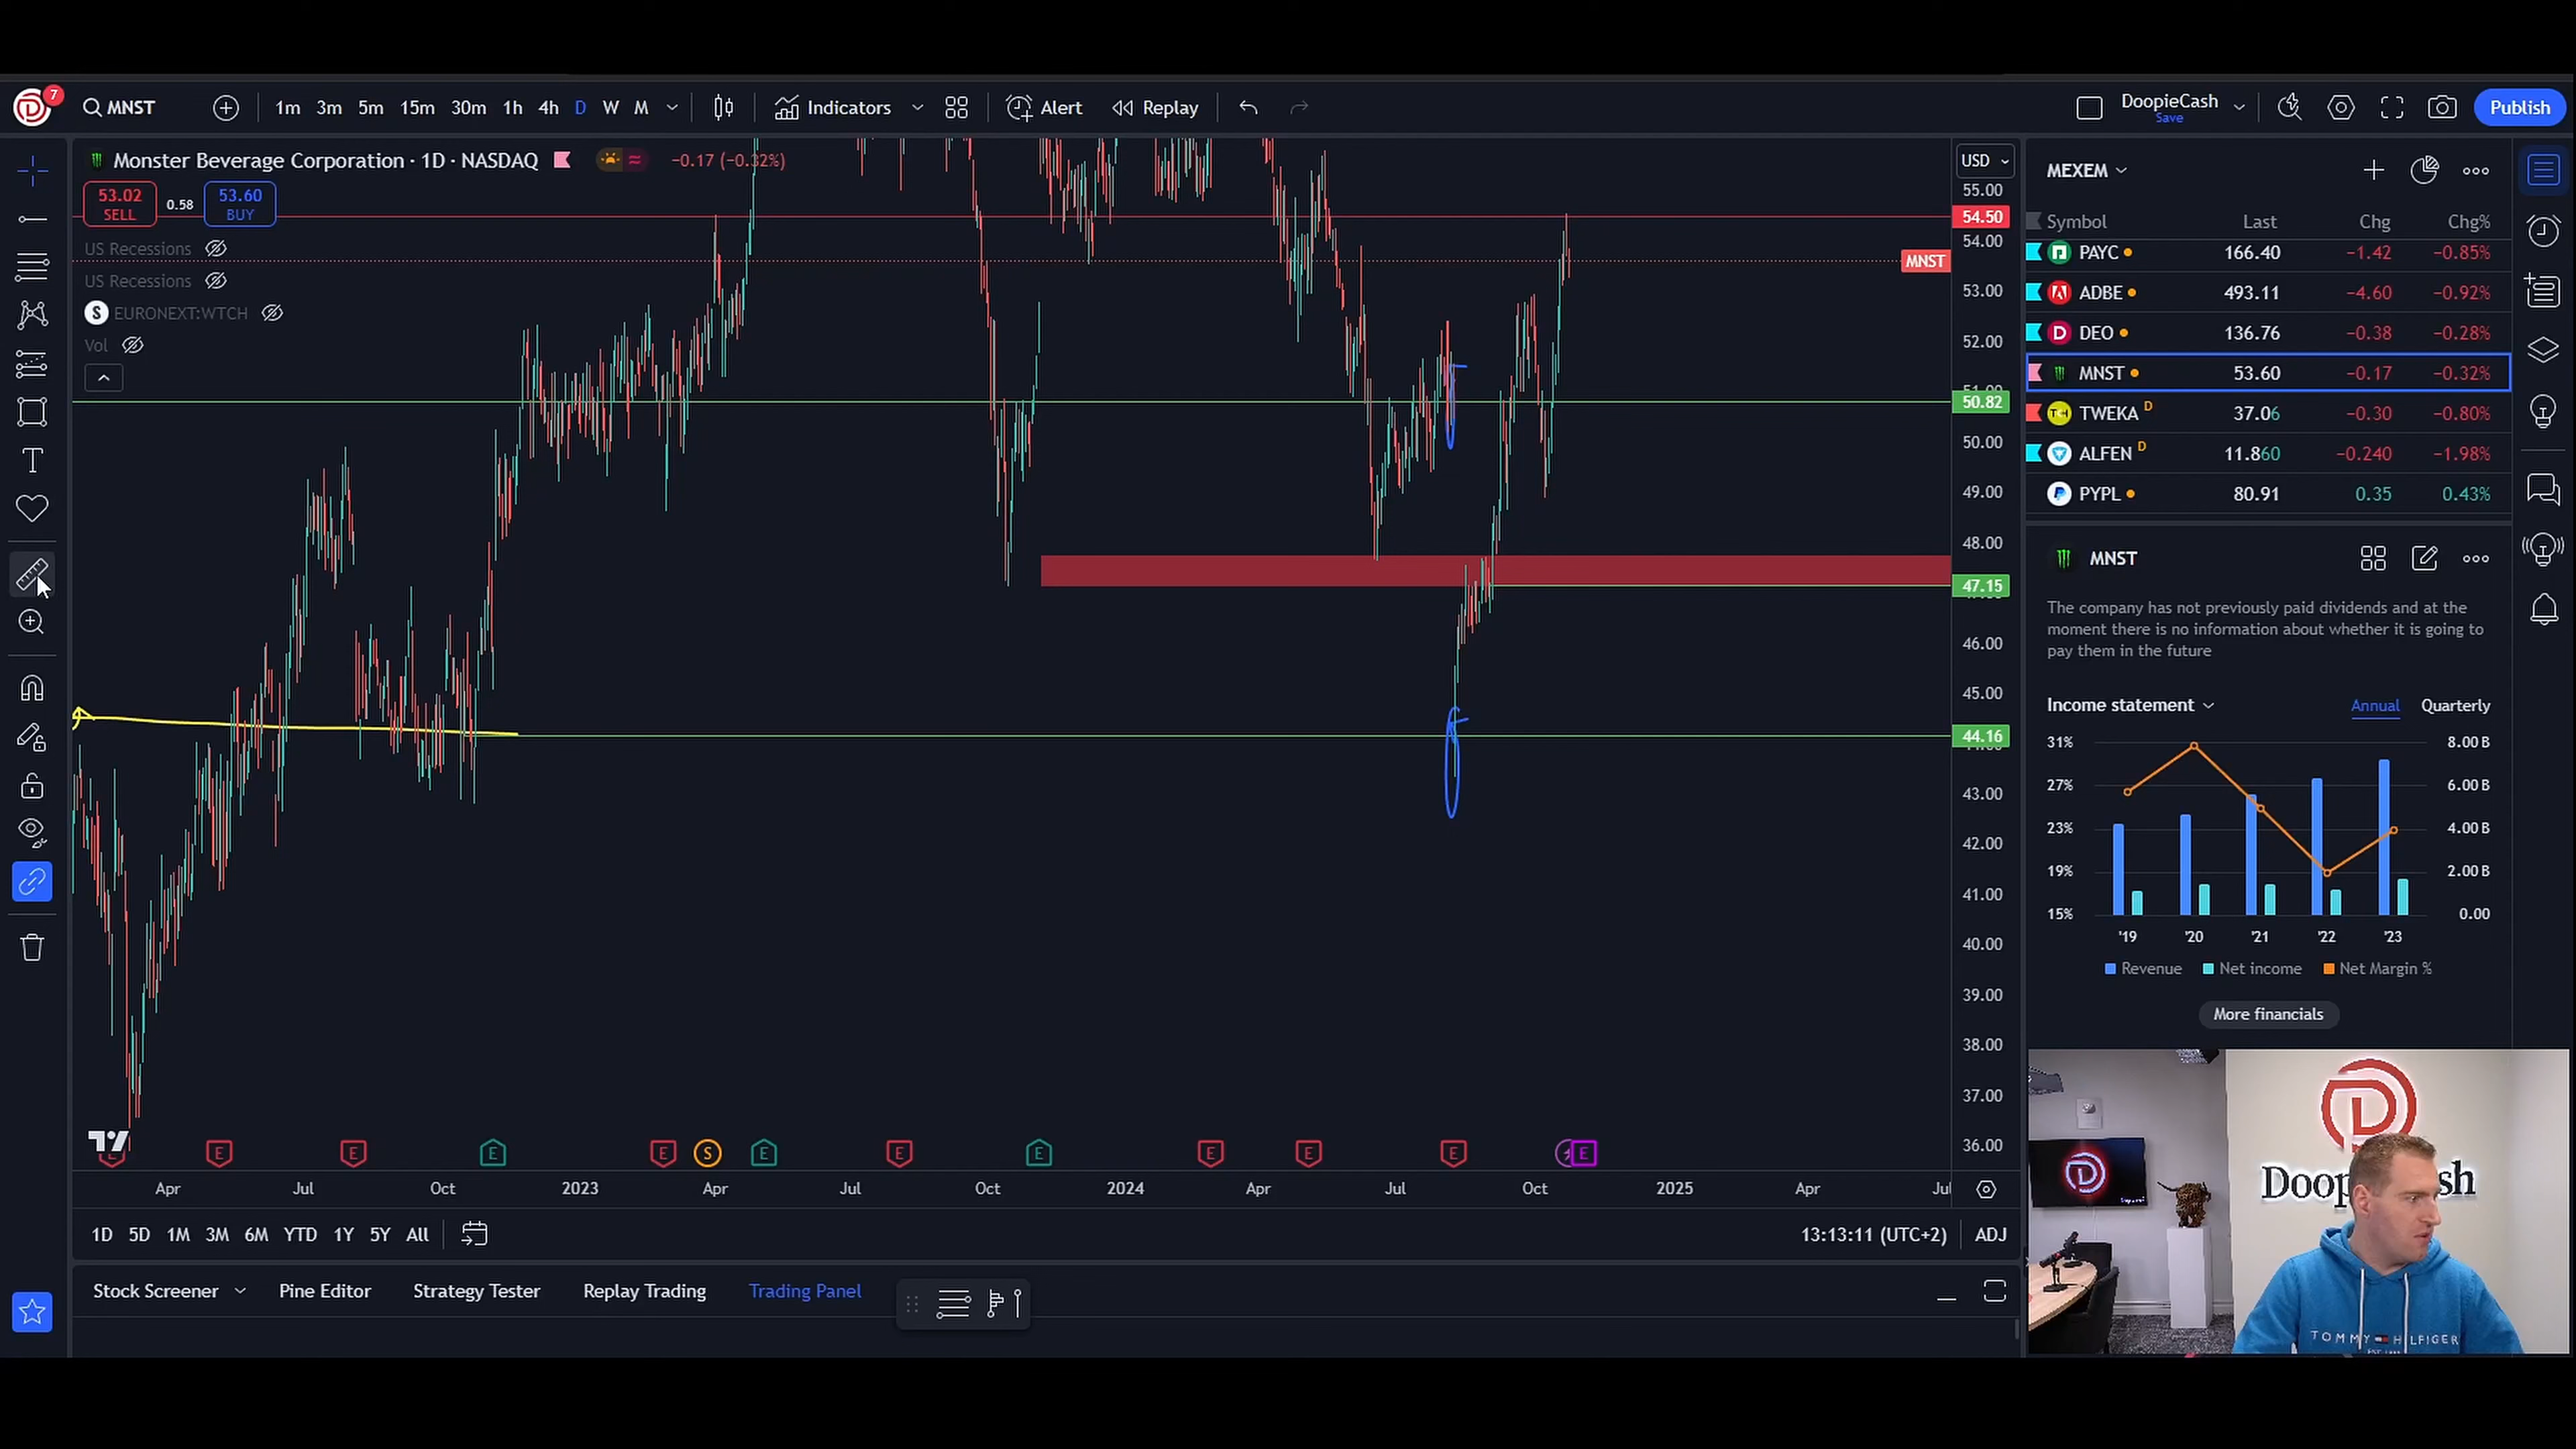 7
MNST
1m 3m 5m 15m 30m 1h 4h D W M
Indicators
Alert
Replay
DoopieCash
Save
Publish
Monster Beverage Corporation · 1D · NASDAQ
−0.17 (−0.32%)
53.02
SELL
0.58
53.60
BUY
US Recessions
US Recessions
S EURONEXT:WTCH
Vol
USD
55.00
54.50
54.00
MNST
53.00
52.00
50.82
50.00
49.00
48.00
47.15
46.00
45.00
44.16
43.00
42.00
41.00
40.00
39.00
38.00
37.00
36.00
E E E S E E E E E E E
Apr Jul Oct 2023 Apr Jul Oct 2024 Apr Jul Oct 2025 Apr
1D 5D 1M 3M 6M YTD 1Y 5Y All
13:13:11 (UTC+2)
ADJ
Stock Screener
Pine Editor
Strategy Tester
Replay Trading
Trading Panel
MEXEM
Symbol Last Chg Chg%
PAYC 166.40 −1.42 −0.85%
ADBE 493.11 −4.60 −0.92%
DEO 136.76 −0.38 −0.28%
MNST 53.60 −0.17 −0.32%
TWEKA D 37.06 −0.30 −0.80%
ALFEN D 11.860 −0.240 −1.98%
PYPL 80.91 0.35 0.43%
MNST
The company has not previously paid dividends and at the
moment there is no information about whether it is going to
pay them in the future
Income statement
Annual
Quarterly
31% 8.00 B
27% 6.00 B
23% 4.00 B
19% 2.00 B
15% 0.00
'19 '20 '21 '22 '23
Revenue Net income Net Margin %
More financials
TOMMY HILFIGER